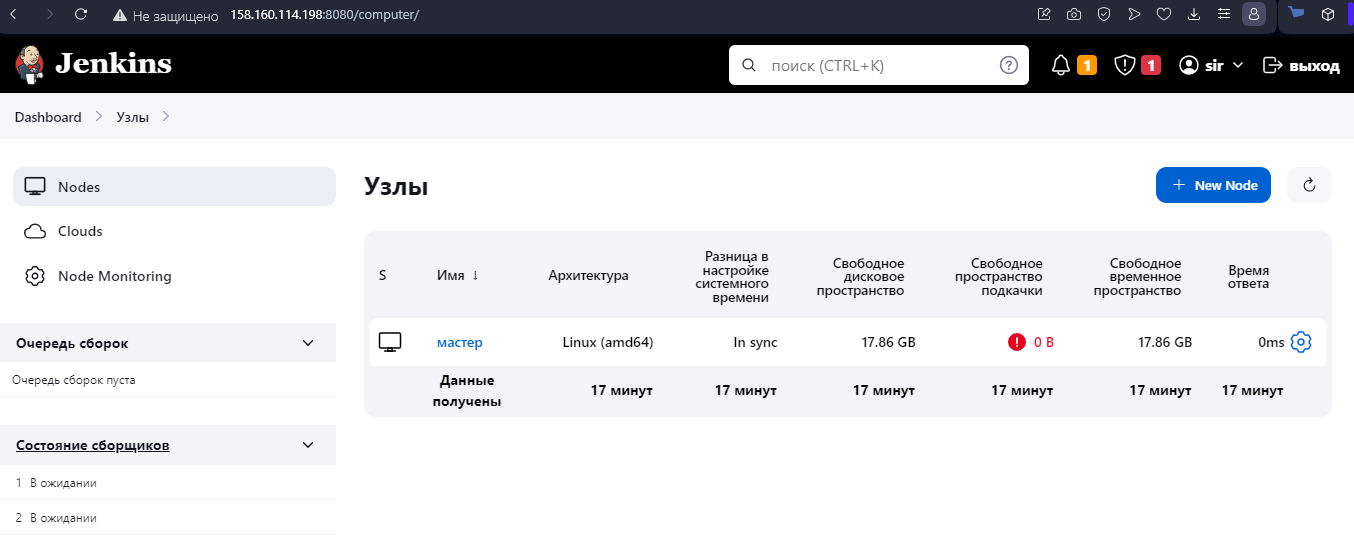 Не защищено 158.160.114.198:8080/computer/
Jenkins
поиск (CTRL+K)
1
1
sir
выход
Dashboard
Узлы
Nodes
Clouds
Node Monitoring
Очередь сборок
Очередь сборок пуста
Состояние сборщиков
1 В ожидании
2 В ожидании
Узлы
New Node
S
Имя ↓
Архитектура
Разница в
настройке
системного
времени
Свободное
дисковое
пространство
Свободное
пространство
подкачки
Свободное
временное
пространство
Время
ответа
мастер
Linux (amd64)
In sync
17.86 GB
0 B
17.86 GB
0ms
Данные
получены
17 минут
17 минут
17 минут
17 минут
17 минут
17 минут